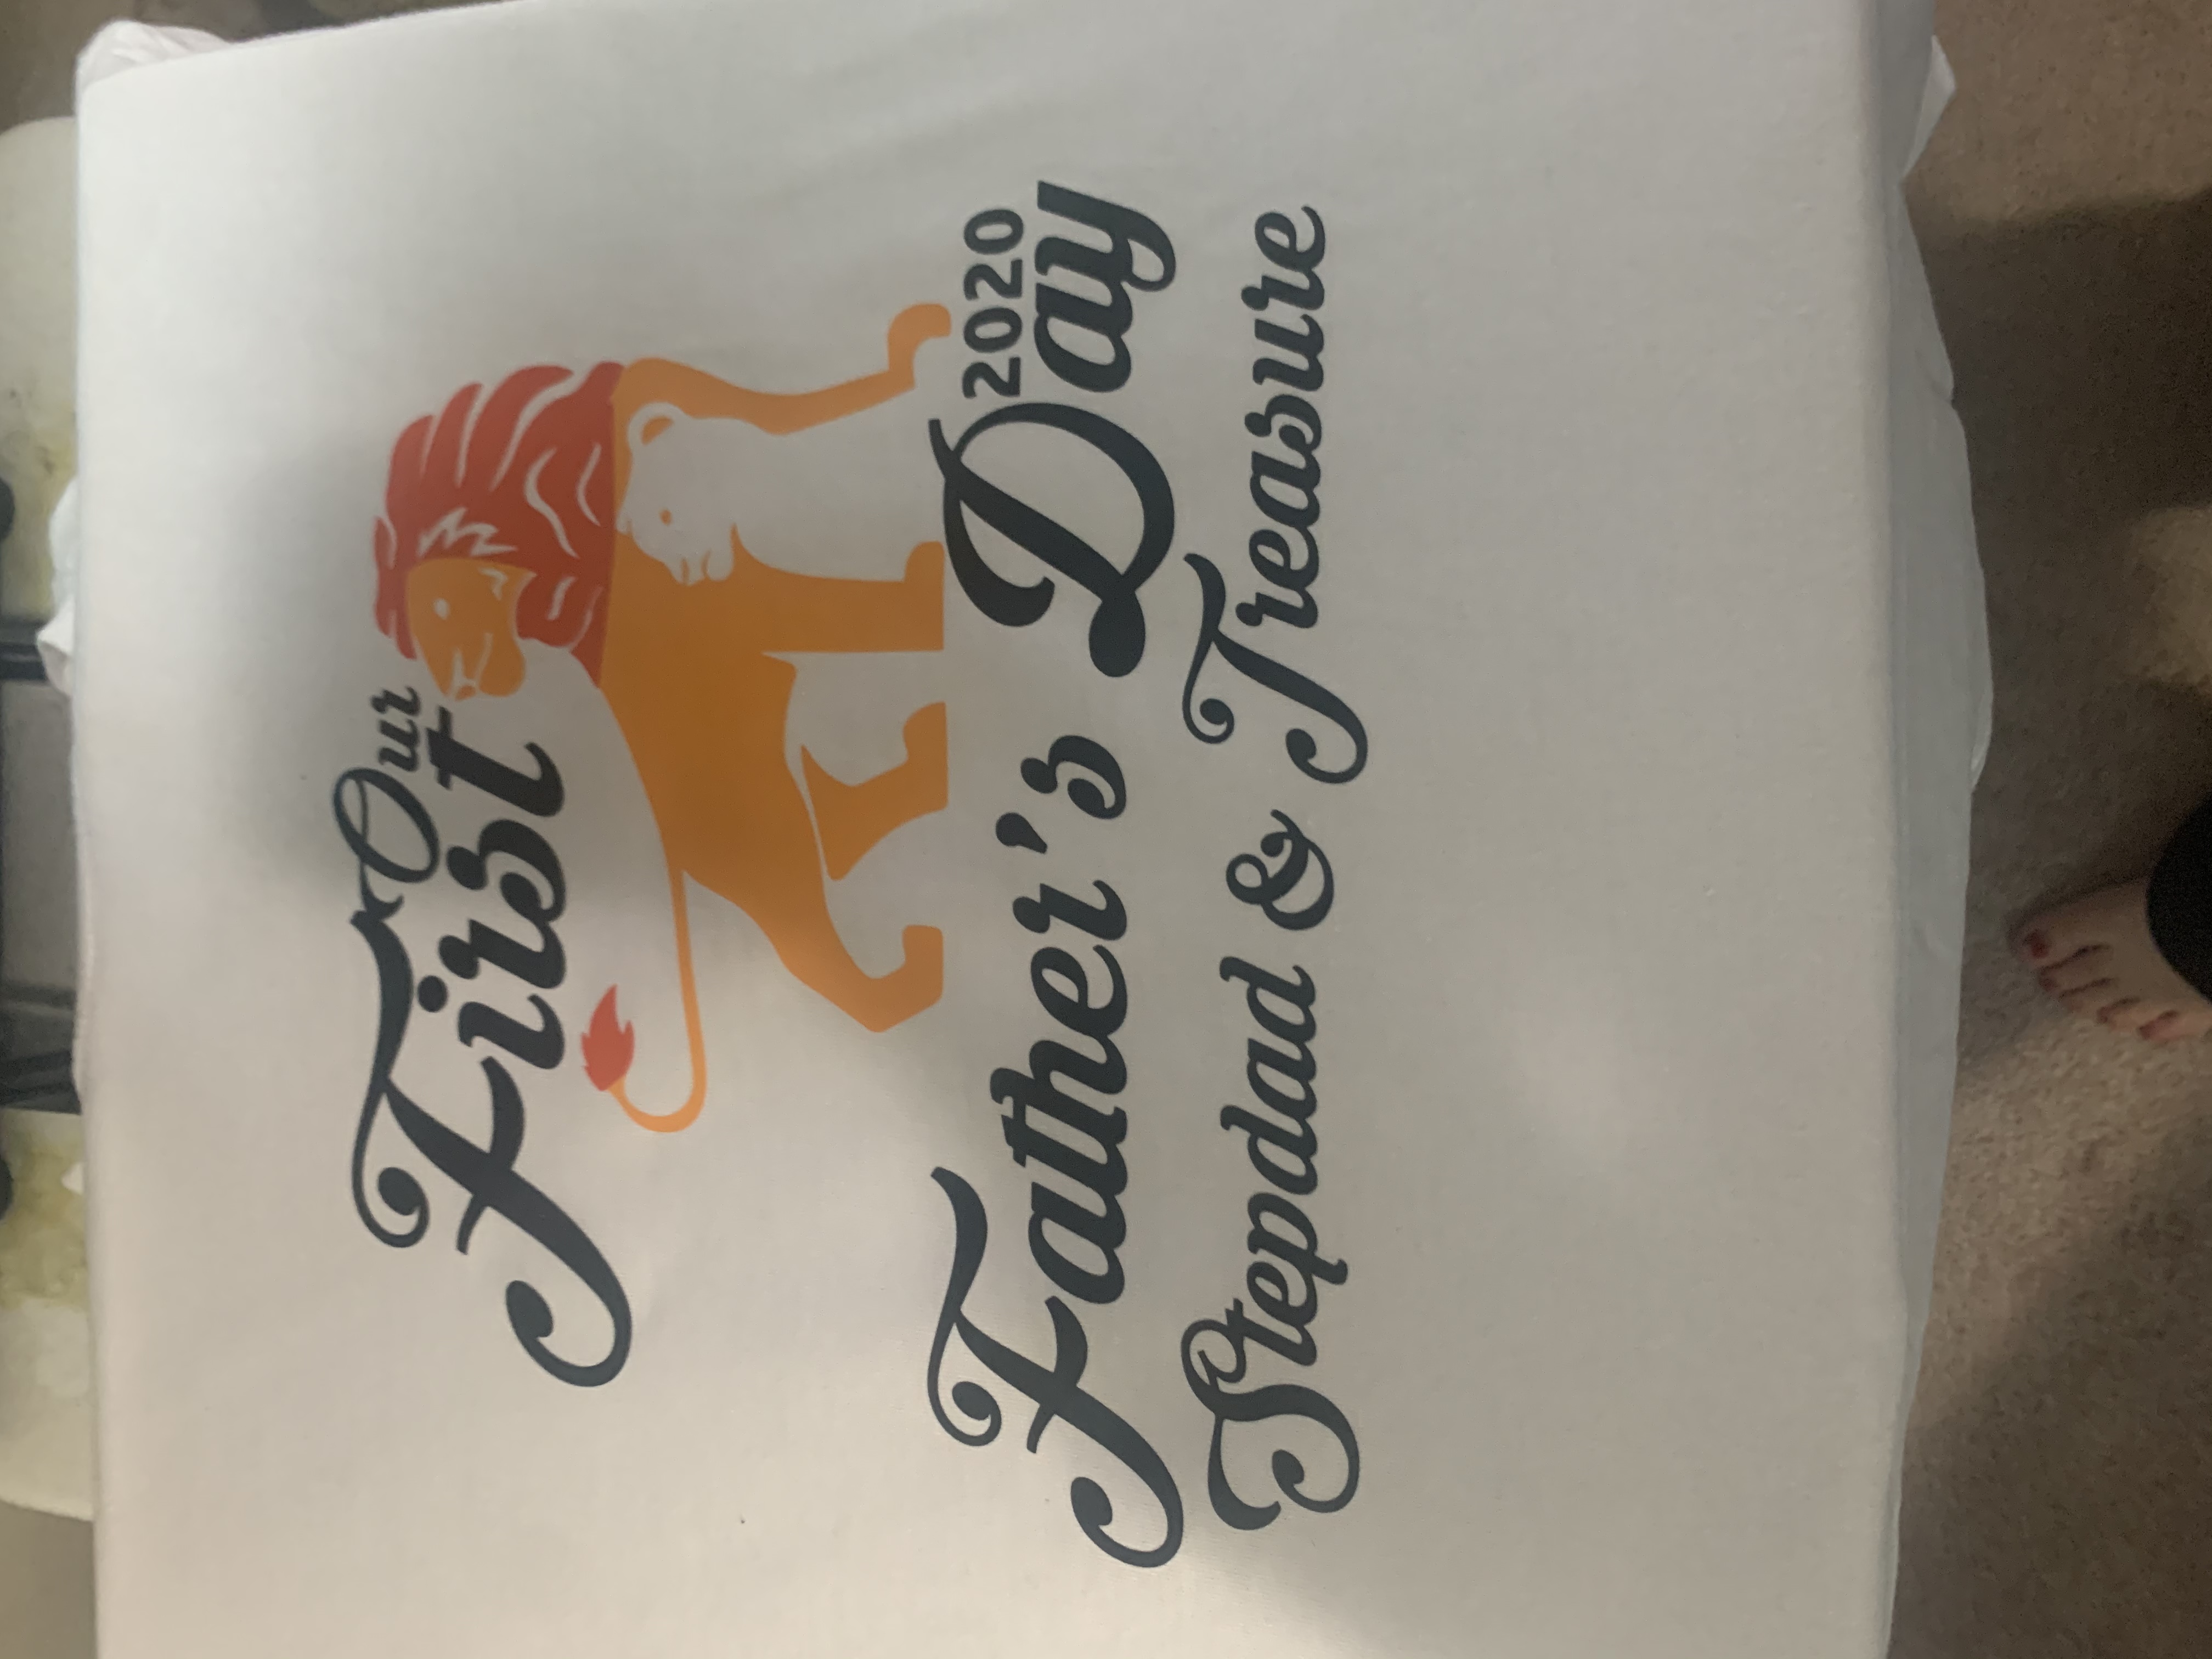 Our
First
2020
Father's Day
Stepdad & Treasure